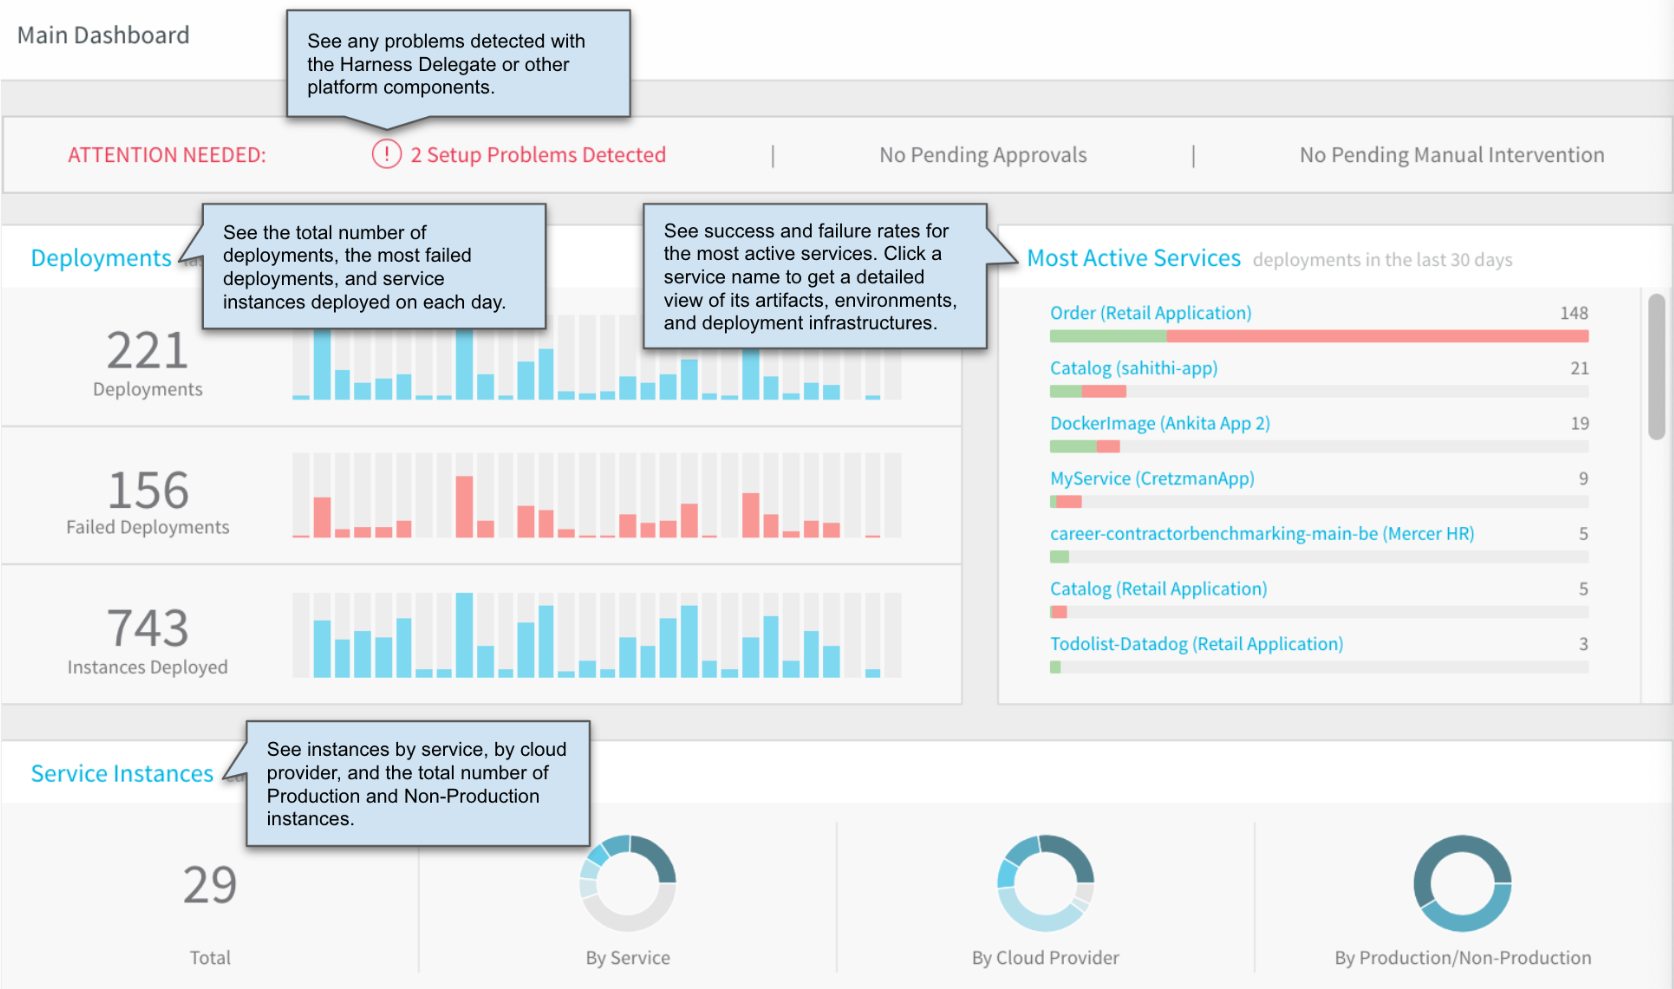 Main Dashboard
See any problems detected with
the Harness Delegate or other
platform components.
ATTENTION NEEDED:
! 2 Setup Problems Detected
|
No Pending Approvals
|
No Pending Manual Intervention
Deployments
See the total number of
deployments, the most failed
deployments, and service
instances deployed on each day.
221
Deployments
156
Failed Deployments
743
Instances Deployed
See success and failure rates for
the most active services. Click a
service name to get a detailed
view of its artifacts, environments,
and deployment infrastructures.
Most Active Services deployments in the last 30 days
Order (Retail Application) 148
Catalog (sahithi-app) 21
DockerImage (Ankita App 2) 19
MyService (CretzmanApp) 9
career-contractorbenchmarking-main-be (Mercer HR) 5
Catalog (Retail Application) 5
Todolist-Datadog (Retail Application) 3
Service Instances
See instances by service, by cloud
provider, and the total number of
Production and Non-Production
instances.
29
Total
By Service
By Cloud Provider
By Production/Non-Production